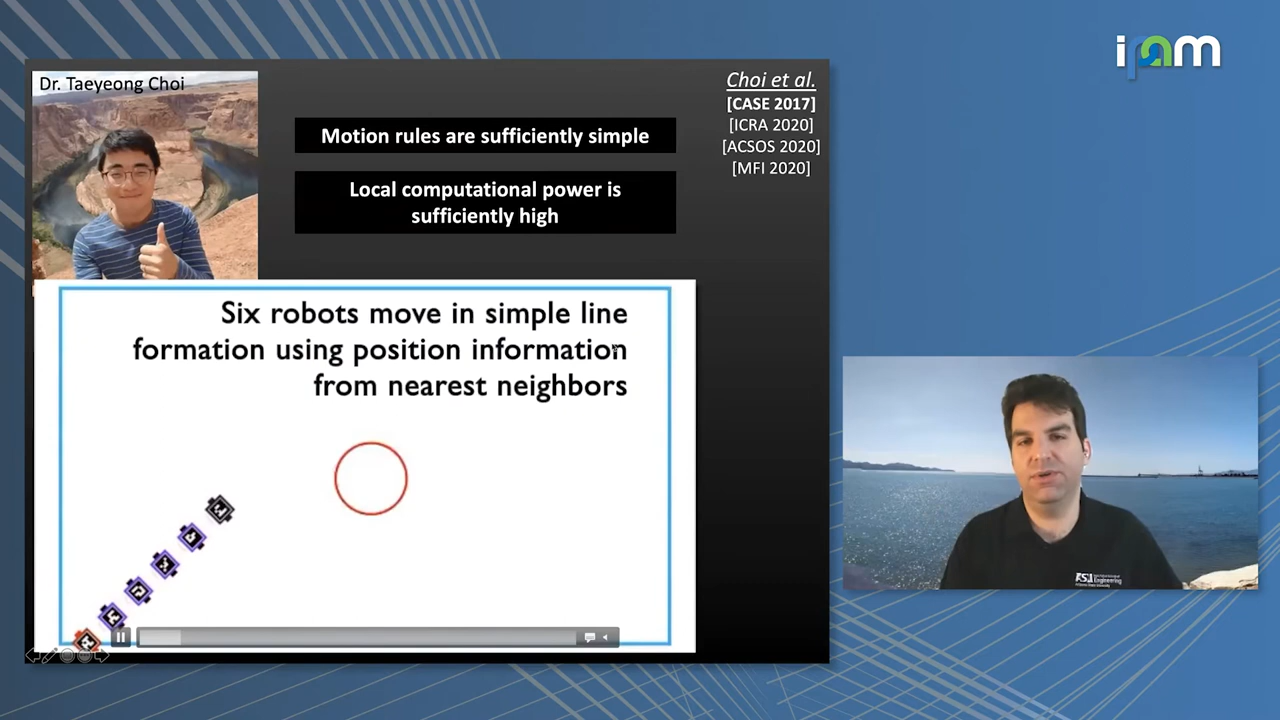 ipam
Dr. Taeyeong Choi
Motion rules are sufficiently simple
Local computational power is
sufficiently high
Choi et al.
[CASE 2017]
[ICRA 2020]
[ACSOS 2020]
[MFI 2020]
Six robots move in simple line
formation using position information
from nearest neighbors
ASU
Engineering